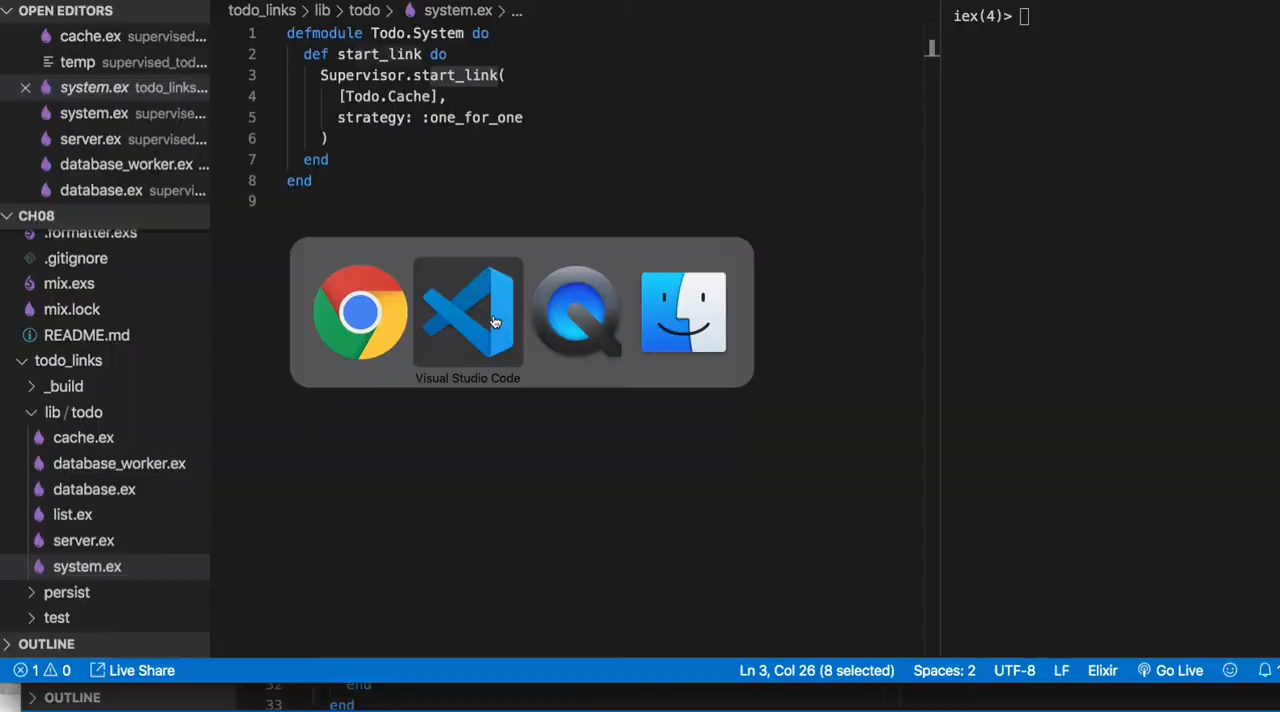 OPEN EDITORS
cache.ex supervised...
temp supervised_tod...
system.ex todo_links...
system.ex supervise...
server.ex supervised...
database_worker.ex ...
database.ex supervi...
CH08
.formatter.exs
.gitignore
mix.exs
mix.lock
README.md
todo_links
_build
lib / todo
cache.ex
database_worker.ex
database.ex
list.ex
server.ex
system.ex
persist
test
OUTLINE
todo_links > lib > todo > system.ex > ...
1 defmodule Todo.System do
2 def start_link do
3 Supervisor.start_link(
4 [Todo.Cache],
5 strategy: :one_for_one
6 )
7 end
8 end
9
iex(4)>
Visual Studio Code
1 0 Live Share
Ln 3, Col 26 (8 selected) Spaces: 2 UTF-8 LF Elixir Go Live 1
OUTLINE
32 end
33 end